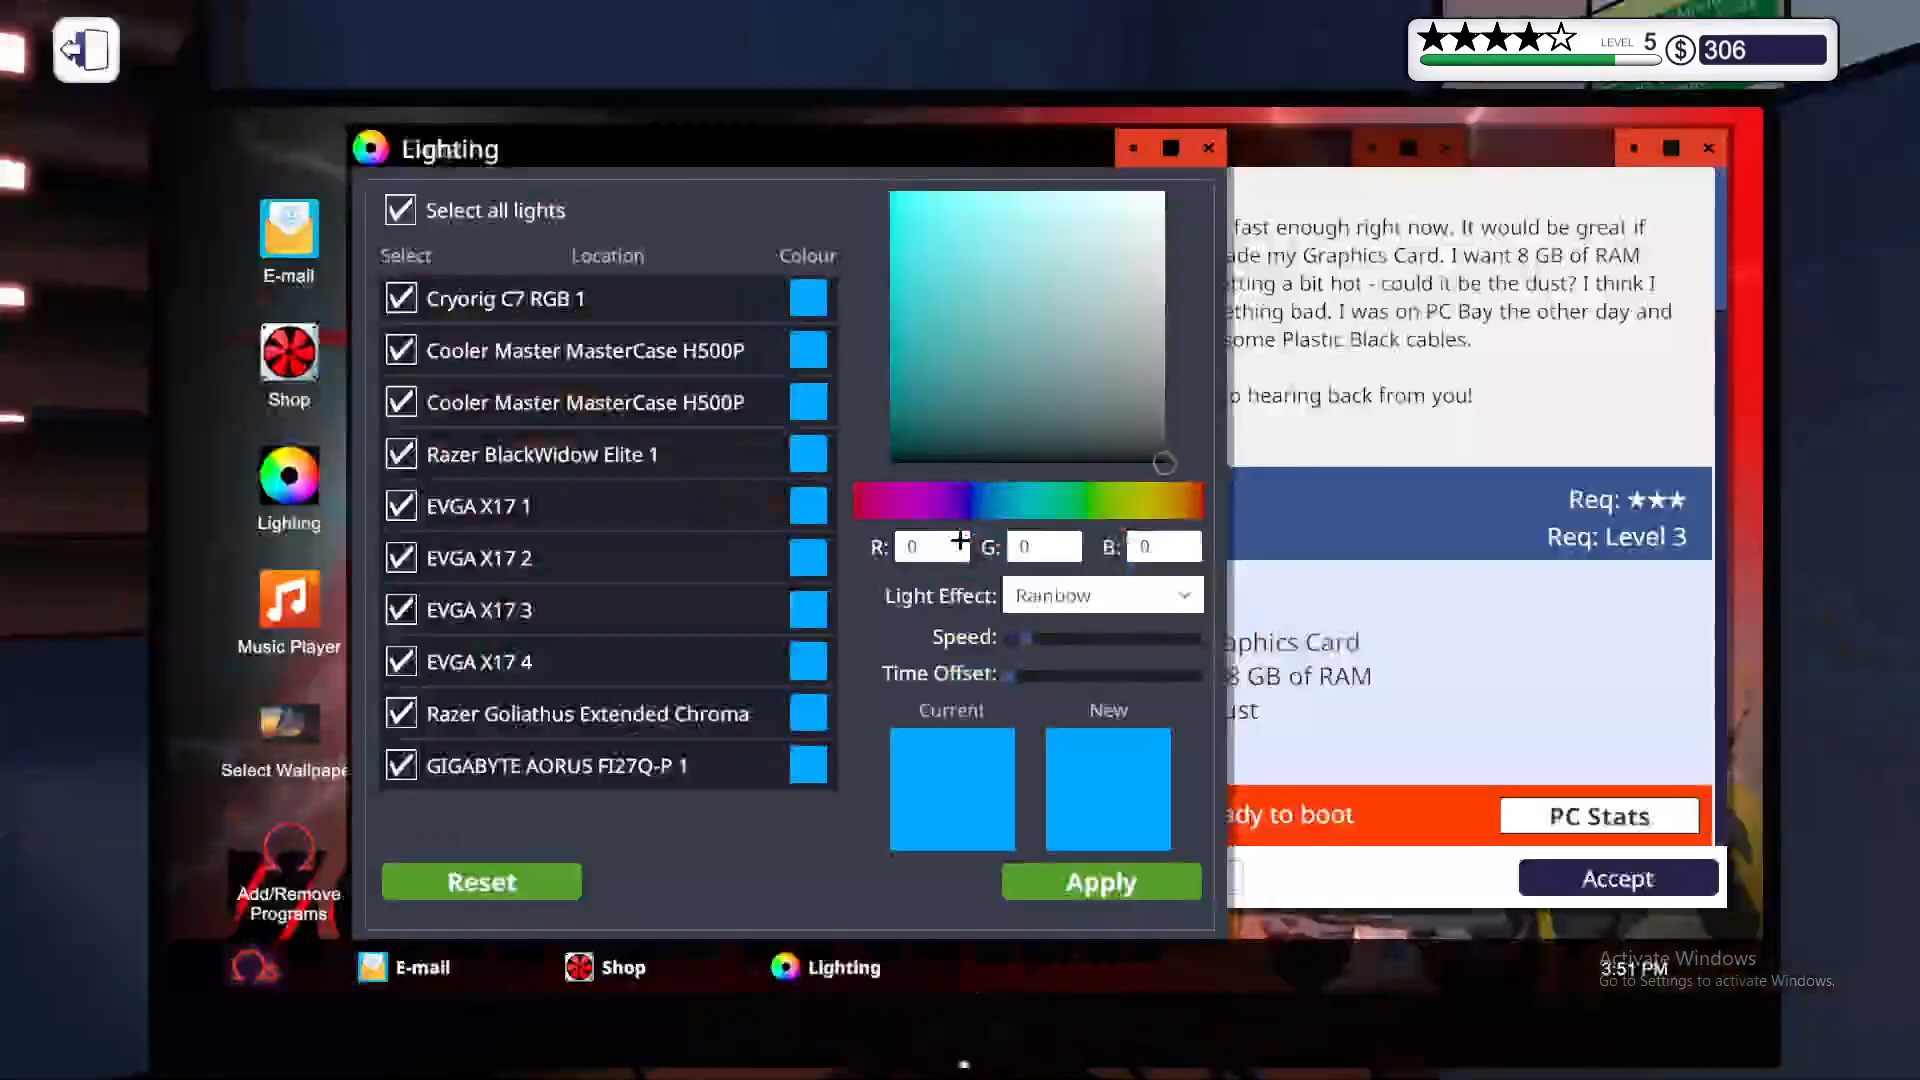 LEVEL 5
$ 306
Lighting
Select all lights
Select Location Colour
Cryorig C7 RGB 1
Cooler Master MasterCase H500P
Cooler Master MasterCase H500P
Razer BlackWidow Elite 1
EVGA X17 1
EVGA X17 2
EVGA X17 3
EVGA X17 4
Razer Goliathus Extended Chroma
GIGABYTE AORUS FI27Q-P 1
Reset
R: 0 G: 0 B: 0
Light Effect: Rainbow
Speed:
Time Offset:
Current New
Apply
E-mail
Shop
Lighting
Music Player
Select Wallpape
Add/Remove
Programs
fast enough right now. It would be great if
ade my Graphics Card. I want 8 GB of RAM
tting a bit hot - could it be the dust? I think I
ething bad. I was on PC Bay the other day and
some Plastic Black cables.
o hearing back from you!
Req: ★★★
Req: Level 3
aphics Card
8 GB of RAM
ust
ady to boot
PC Stats
Accept
E-mail
Shop
Lighting
3:51 PM
Activate Windows
Go to Settings to activate Windows.